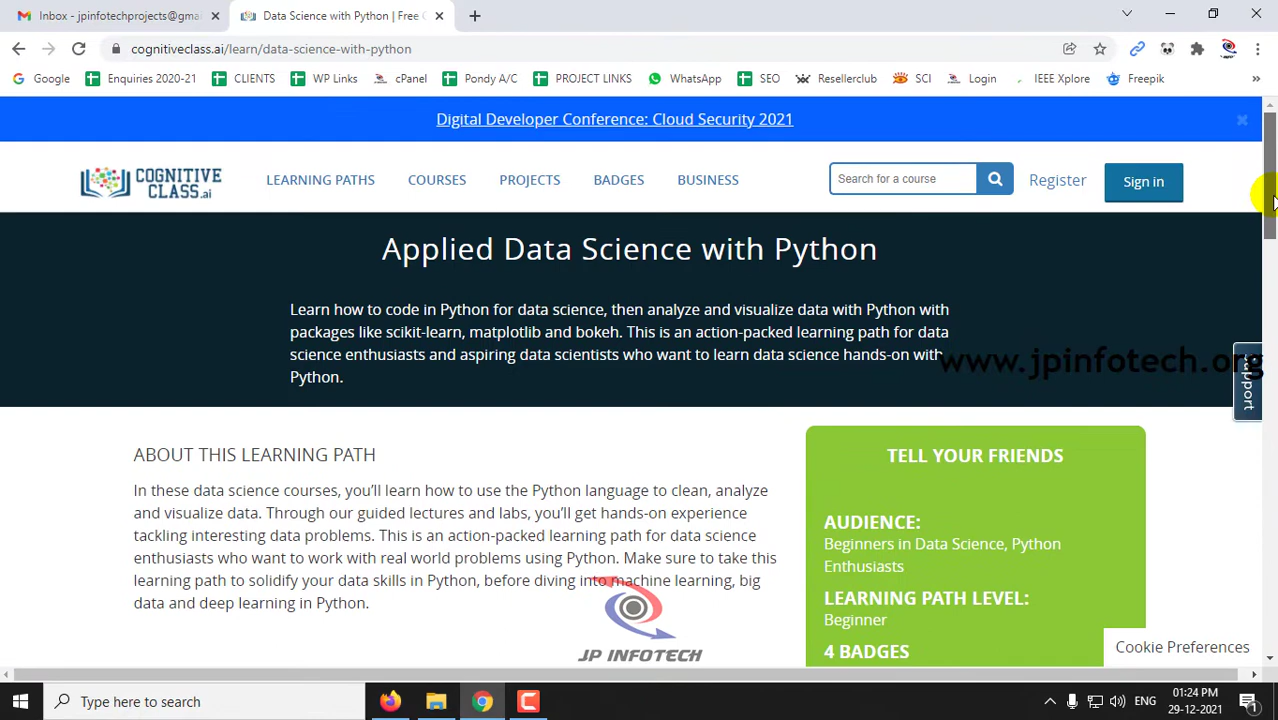 Inbox - jpinfotechprojects@gma
Data Science with Python | Free C
cognitiveclass.ai/learn/data-science-with-python
Google
Enquiries 2020-21
CLIENTS
WP Links
cPanel
Pondy A/C
PROJECT LINKS
WhatsApp
SEO
Resellerclub
SCI
Login
IEEE Xplore
Freepik
Digital Developer Conference: Cloud Security 2021
COGNITIVE
CLASS.ai
LEARNING PATHS
COURSES
PROJECTS
BADGES
BUSINESS
Search for a course
Register
Sign in
Applied Data Science with Python
Learn how to code in Python for data science, then analyze and visualize data with Python with
packages like scikit-learn, matplotlib and bokeh. This is an action-packed learning path for data
science enthusiasts and aspiring data scientists who want to learn data science hands-on with
Python.
www.jpinfotech.org
Support
ABOUT THIS LEARNING PATH
In these data science courses, you'll learn how to use the Python language to clean, analyze
and visualize data. Through our guided lectures and labs, you'll get hands-on experience
tackling interesting data problems. This is an action-packed learning path for data science
enthusiasts who want to work with real world problems using Python. Make sure to take this
learning path to solidify your data skills in Python, before diving into machine learning, big
data and deep learning in Python.
JP INFOTECH
TELL YOUR FRIENDS
AUDIENCE:
Beginners in Data Science, Python
Enthusiasts
LEARNING PATH LEVEL:
Beginner
4 BADGES
Cookie Preferences
Type here to search
ENG
01:24 PM
29-12-2021
1